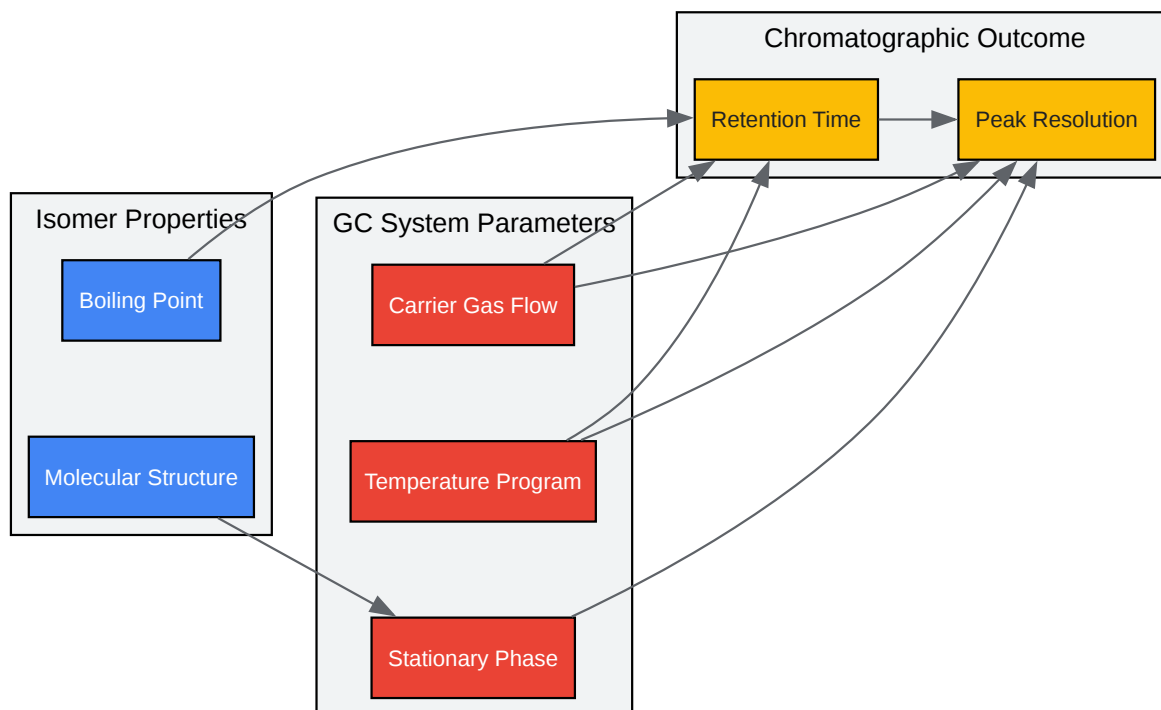 Chromatographic Outcome
Retention Time
Peak Resolution
Isomer Properties
Boiling Point
Molecular Structure
GC System Parameters
Carrier Gas Flow
Temperature Program
Stationary Phase